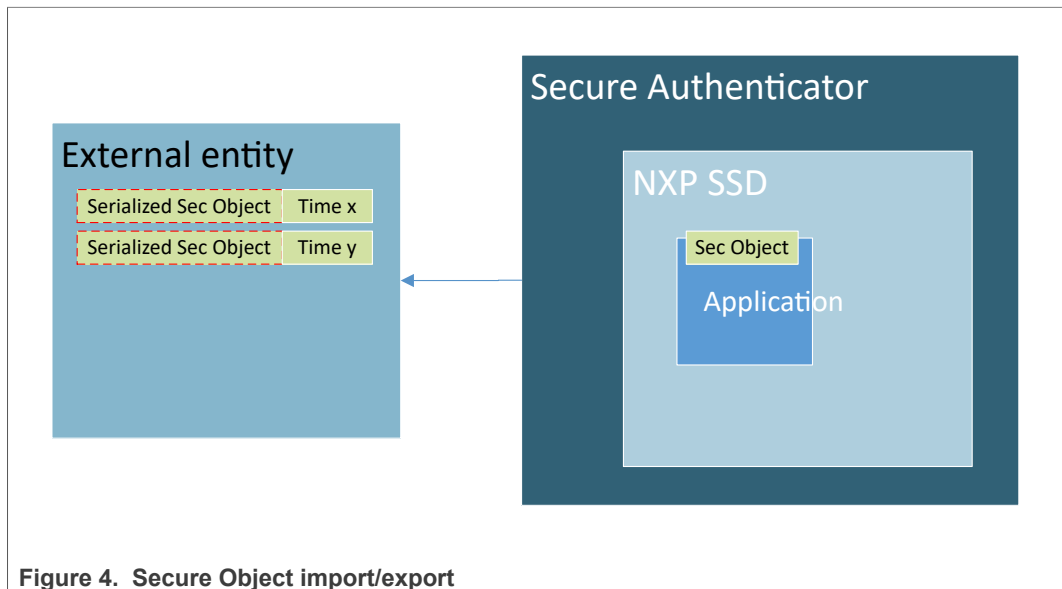 Secure Authenticator
External entity
Serialized Sec Object Time x
Serialized Sec Object Time y
NXP SSD
Sec Object
Application
Figure 4. Secure Object import/export